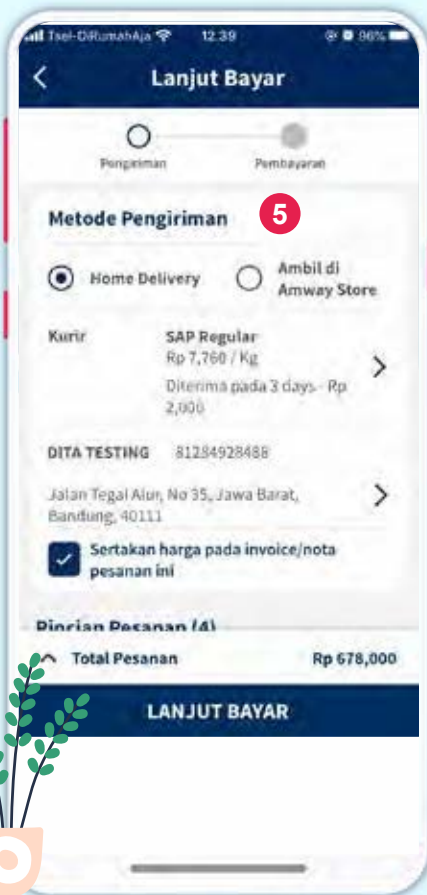 Tsel-DiRumahAja 12.39 96%
Lanjut Bayar
Pengiriman Pembayaran
Metode Pengiriman 5
Home Delivery
Ambil di
Amway Store
Kurir SAP Regular
Rp 7,760 / Kg
Diterima pada 3 days - Rp
2,000
DITA TESTING 81284928488
Jalan Tegal Alur, No 35, Jawa Barat,
Bandung, 40111
Sertakan harga pada invoice/nota
pesanan ini
Rincian Pesanan (4)
Total Pesanan Rp 678,000
LANJUT BAYAR